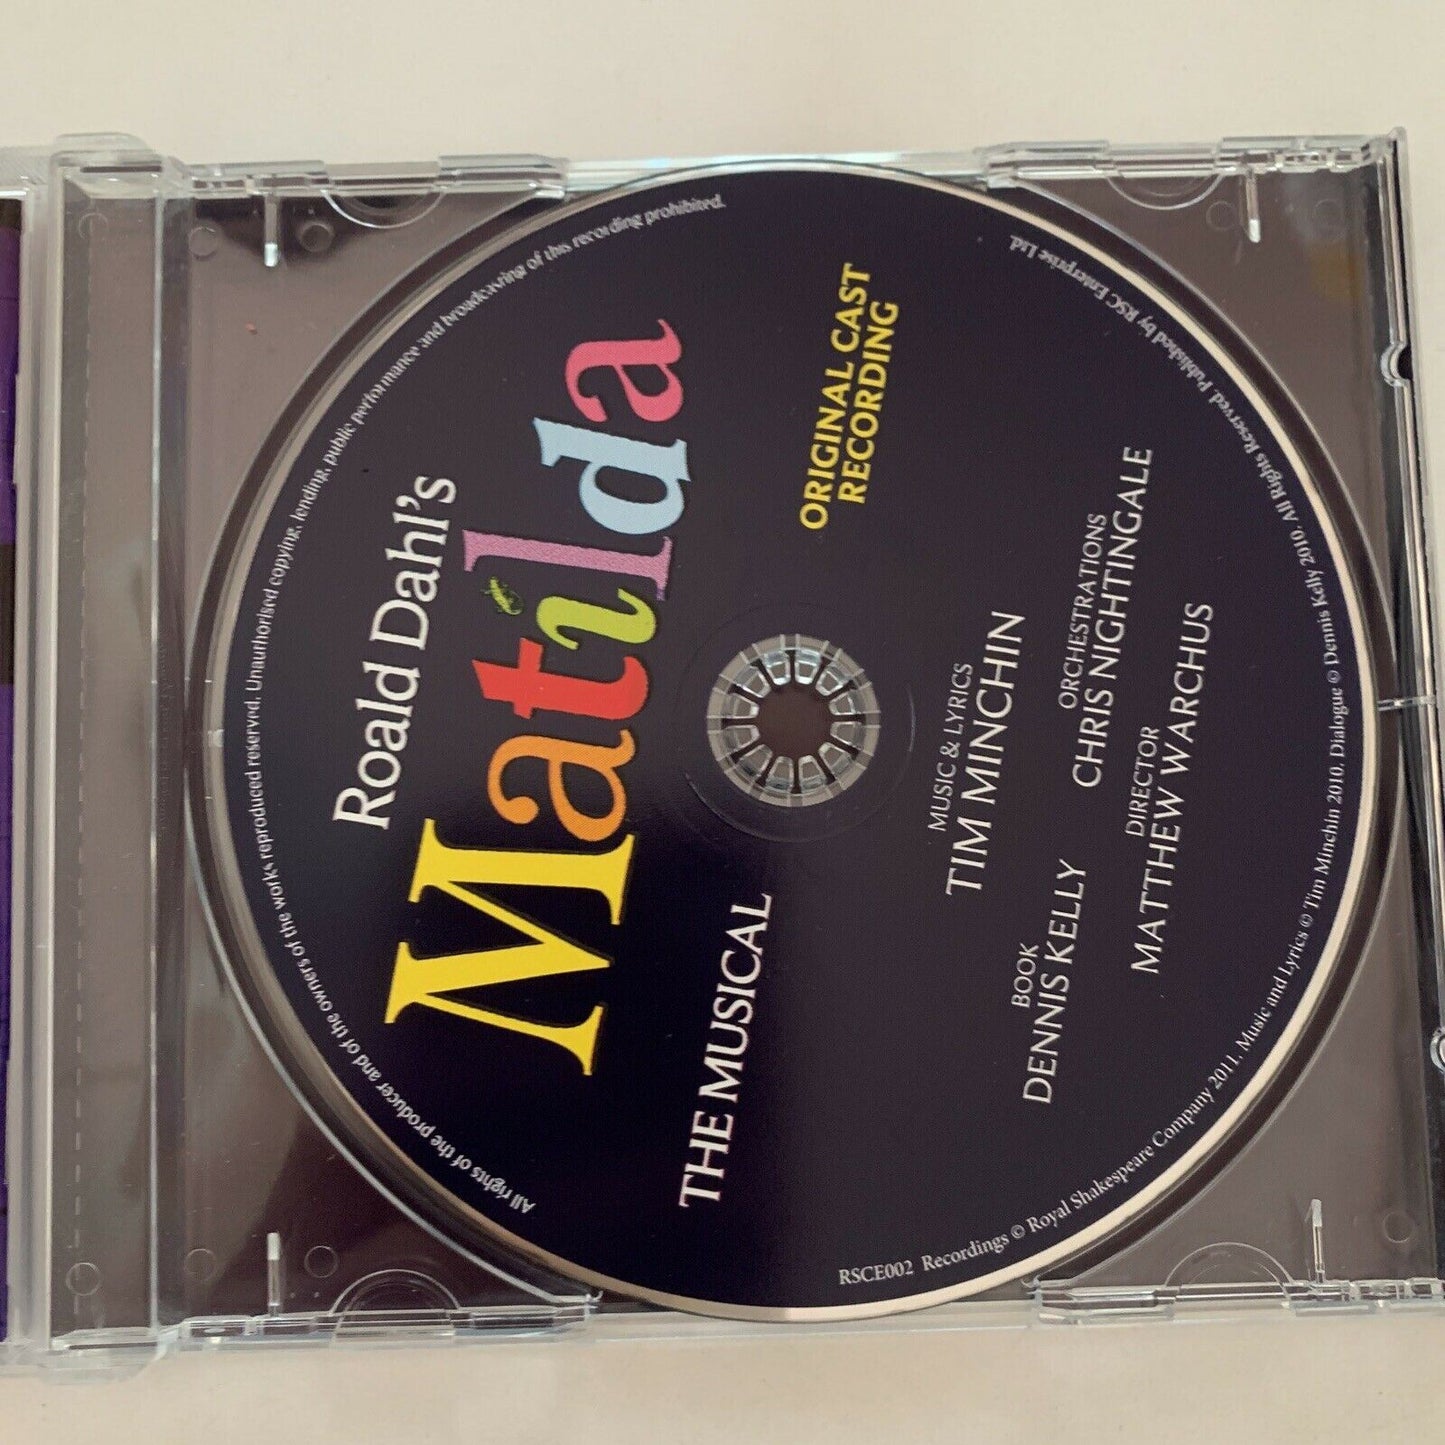 Roald Dahl's
Matilda
THE MUSICAL
ORIGINAL CAST
RECORDING
MUSIC & LYRICS
TIM MINCHIN
BOOK
DENNIS KELLY
ORCHESTRATIONS
CHRIS NIGHTINGALE
DIRECTOR
MATTHEW WARCHUS
All rights of the producer and of the owners of the works reproduced reserved. Unauthorised copying, lending, public performance and broadcasting of this recording prohibited.
RSCE002 Recordings © Royal Shakespeare Company 2011. Music and Lyrics © Tim Minchin 2010. Dialogue © Dennis Kelly 2010. All Rights Reserved. Published by RSC Enterprise Ltd.